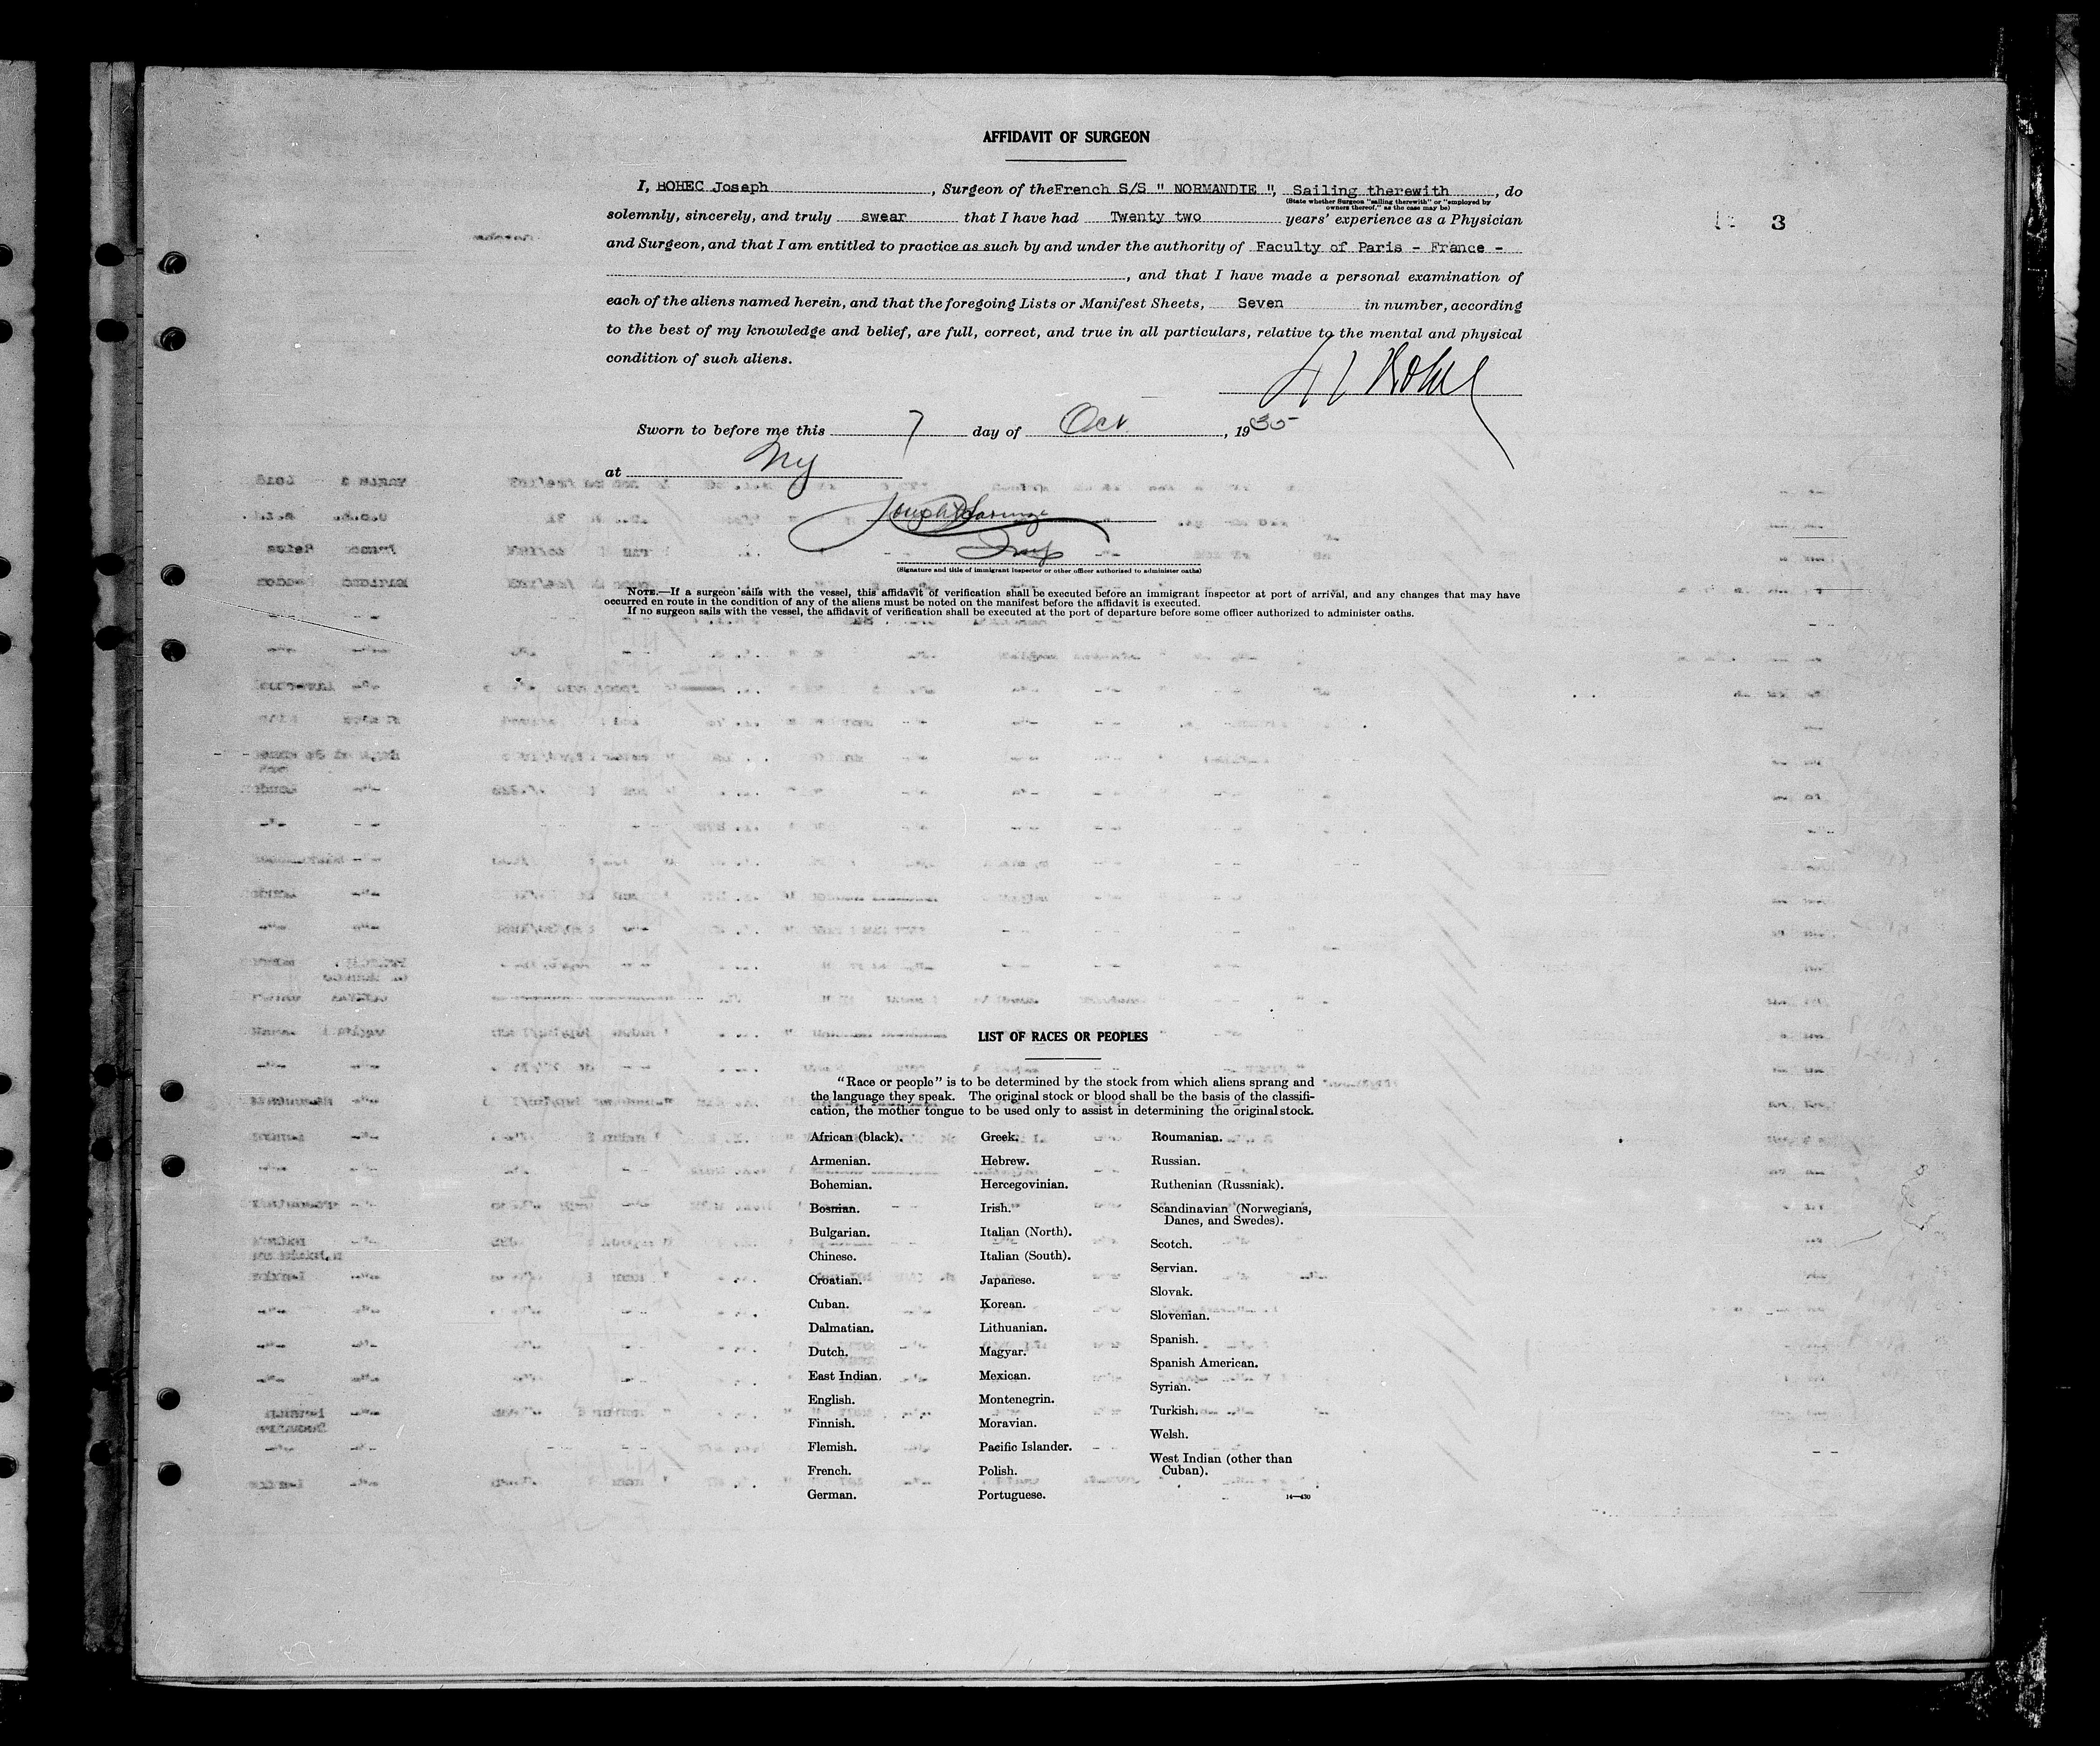 AFFIDAVIT OF SURGEON
I, BOHEC Joseph, Surgeon of the French S/S " NORMANDIE ", Sailing therewith, do
(State whether Surgeon "sailing therewith" or "employed by
owners thereof," as the case may be)
solemnly, sincerely, and truly swear that I have had Twenty two years' experience as a Physician
3
and Surgeon, and that I am entitled to practice as such by and under the authority of Faculty of Paris - France -
, and that I have made a personal examination of
each of the aliens named herein, and that the foregoing Lists or Manifest Sheets, Seven in number, according
to the best of my knowledge and belief, are full, correct, and true in all particulars, relative to the mental and physical
condition of such aliens.
Bohec
Sworn to before me this 7 day of Oct, 1935
at NY
Joseph
Insp
(Signature and title of immigrant inspector or other officer authorized to administer oaths)
NOTE.—If a surgeon sails with the vessel, this affidavit of verification shall be executed before an immigrant inspector at port of arrival, and any changes that may have
occurred en route in the condition of any of the aliens must be noted on the manifest before the affidavit is executed.
If no surgeon sails with the vessel, the affidavit of verification shall be executed at the port of departure before some officer authorized to administer oaths.
LIST OF RACES OR PEOPLES
"Race or people" is to be determined by the stock from which aliens sprang and
the language they speak. The original stock or blood shall be the basis of the classifi-
cation, the mother tongue to be used only to assist in determining the original stock.
African (black).
Armenian.
Bohemian.
Bosnian.
Bulgarian.
Chinese.
Croatian.
Cuban.
Dalmatian.
Dutch.
East Indian.
English.
Finnish.
Flemish.
French.
German.
Greek.
Hebrew.
Hercegovinian.
Irish.
Italian (North).
Italian (South).
Japanese.
Korean.
Lithuanian.
Magyar.
Mexican.
Montenegrin.
Moravian.
Pacific Islander.
Polish.
Portuguese.
Roumanian.
Russian.
Ruthenian (Russniak).
Scandinavian (Norwegians,
Danes, and Swedes).
Scotch.
Servian.
Slovak.
Slovenian.
Spanish.
Spanish American.
Syrian.
Turkish.
Welsh.
West Indian (other than
Cuban).
14—430